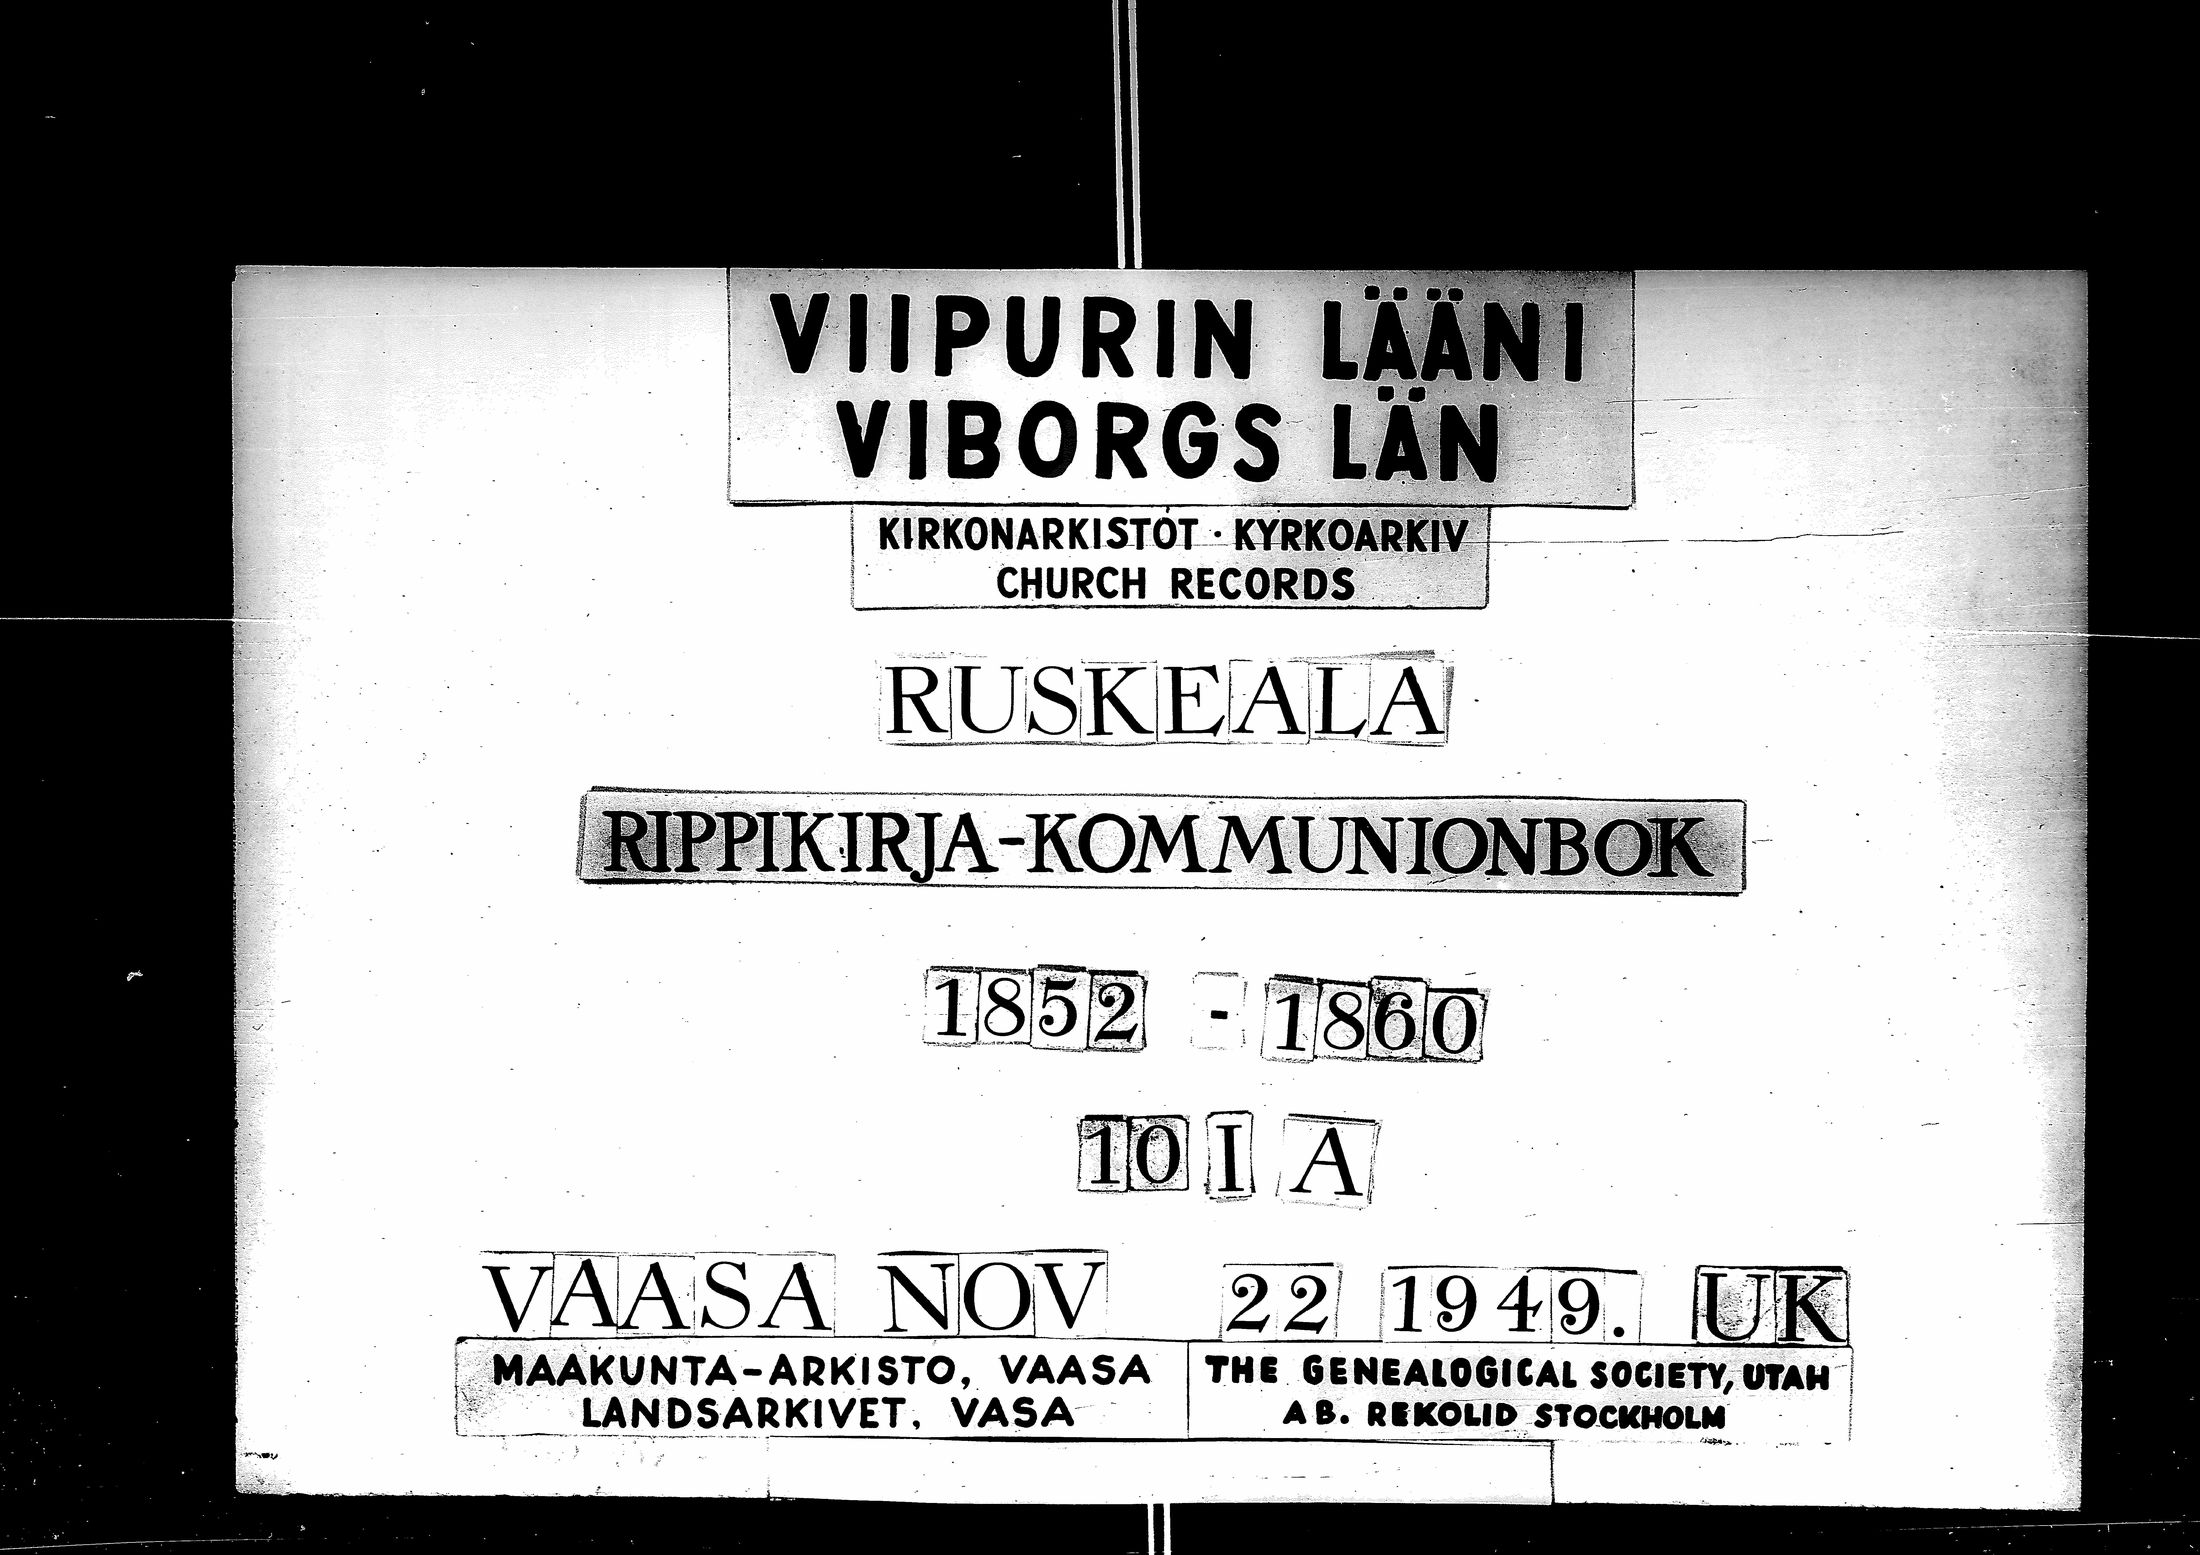 VIIPURIN LÄÄNI
VIBORGS LÄN
KIRKONARKISTOT · KYRKOARKIV
CHURCH RECORDS
RUSKEALA
RIPPIKIRJA-KOMMUNIONBOK
1852 - 1860
10 I A
VAASA NOV 22 1949. UK
MAAKUNTA-ARKISTO, VAASA
LANDSARKIVET, VASA
THE GENEALOGICAL SOCIETY, UTAH
AB. REKOLID STOCKHOLM